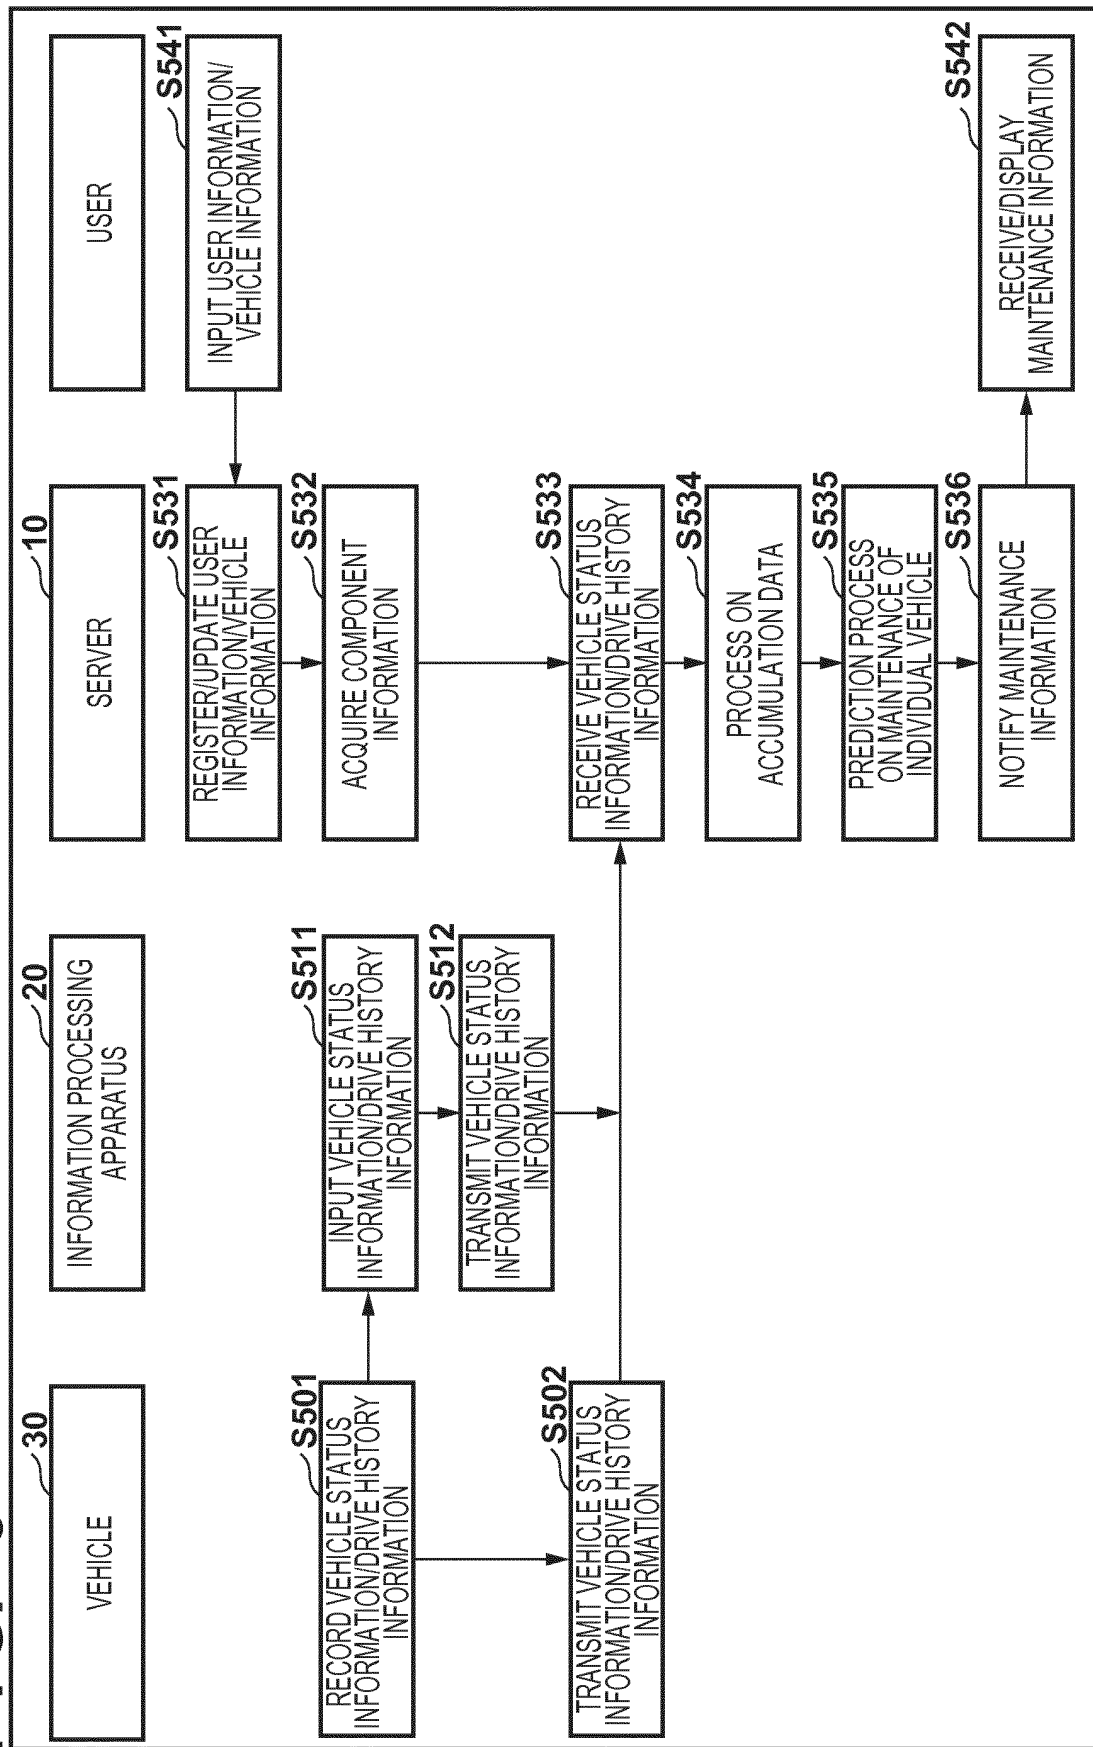 30
VEHICLE
20
INFORMATION PROCESSING
APPARATUS
10
SERVER
USER
S541
INPUT USER INFORMATION/
VEHICLE INFORMATION
S531
REGISTER/UPDATE USER
INFORMATION/VEHICLE
INFORMATION
S501
RECORD VEHICLE STATUS
INFORMATION/DRIVE HISTORY
INFORMATION
S511
INPUT VEHICLE STATUS
INFORMATION/DRIVE HISTORY
INFORMATION
S532
ACQUIRE COMPONENT
INFORMATION
S512
TRANSMIT VEHICLE STATUS
INFORMATION/DRIVE HISTORY
INFORMATION
S502
TRANSMIT VEHICLE STATUS
INFORMATION/DRIVE HISTORY
INFORMATION
S533
RECEIVE VEHICLE STATUS
INFORMATION/DRIVE HISTORY
INFORMATION
S534
PROCESS ON
ACCUMULATION DATA
S535
PREDICTION PROCESS
ON MAINTENANCE OF
INDIVIDUAL VEHICLE
S536
NOTIFY MAINTENANCE
INFORMATION
S542
RECEIVE/DISPLAY
MAINTENANCE INFORMATION